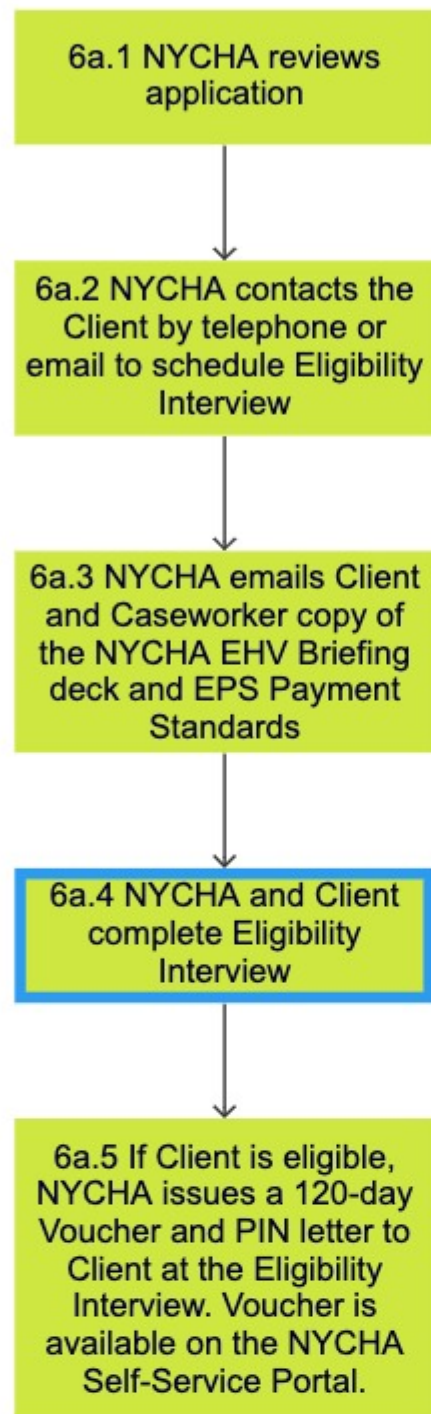 6a.1 NYCHA reviews
application
6a.2 NYCHA contacts the
Client by telephone or
email to schedule Eligibility
Interview
6a.3 NYCHA emails Client
and Caseworker copy of
the NYCHA EHV Briefing
deck and EPS Payment
Standards
6a.4 NYCHA and Client
complete Eligibility
Interview
6a.5 If Client is eligible,
NYCHA issues a 120-day
Voucher and PIN letter to
Client at the Eligibility
Interview. Voucher is
available on the NYCHA
Self-Service Portal.